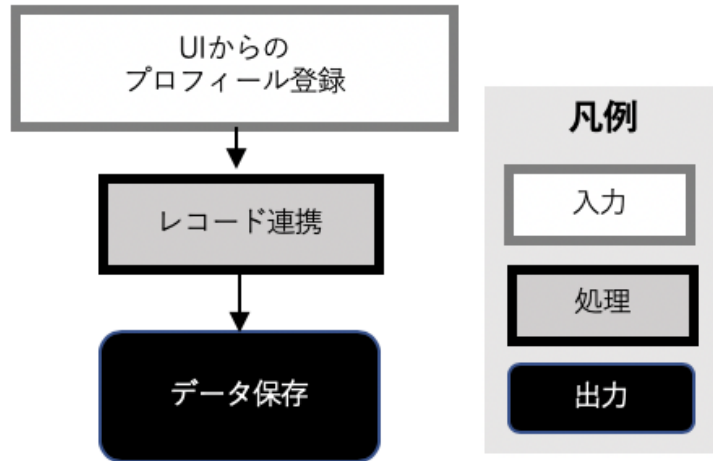 UIからの
プロフィール登録
レコード連携
データ保存
凡例
入力
処理
出力